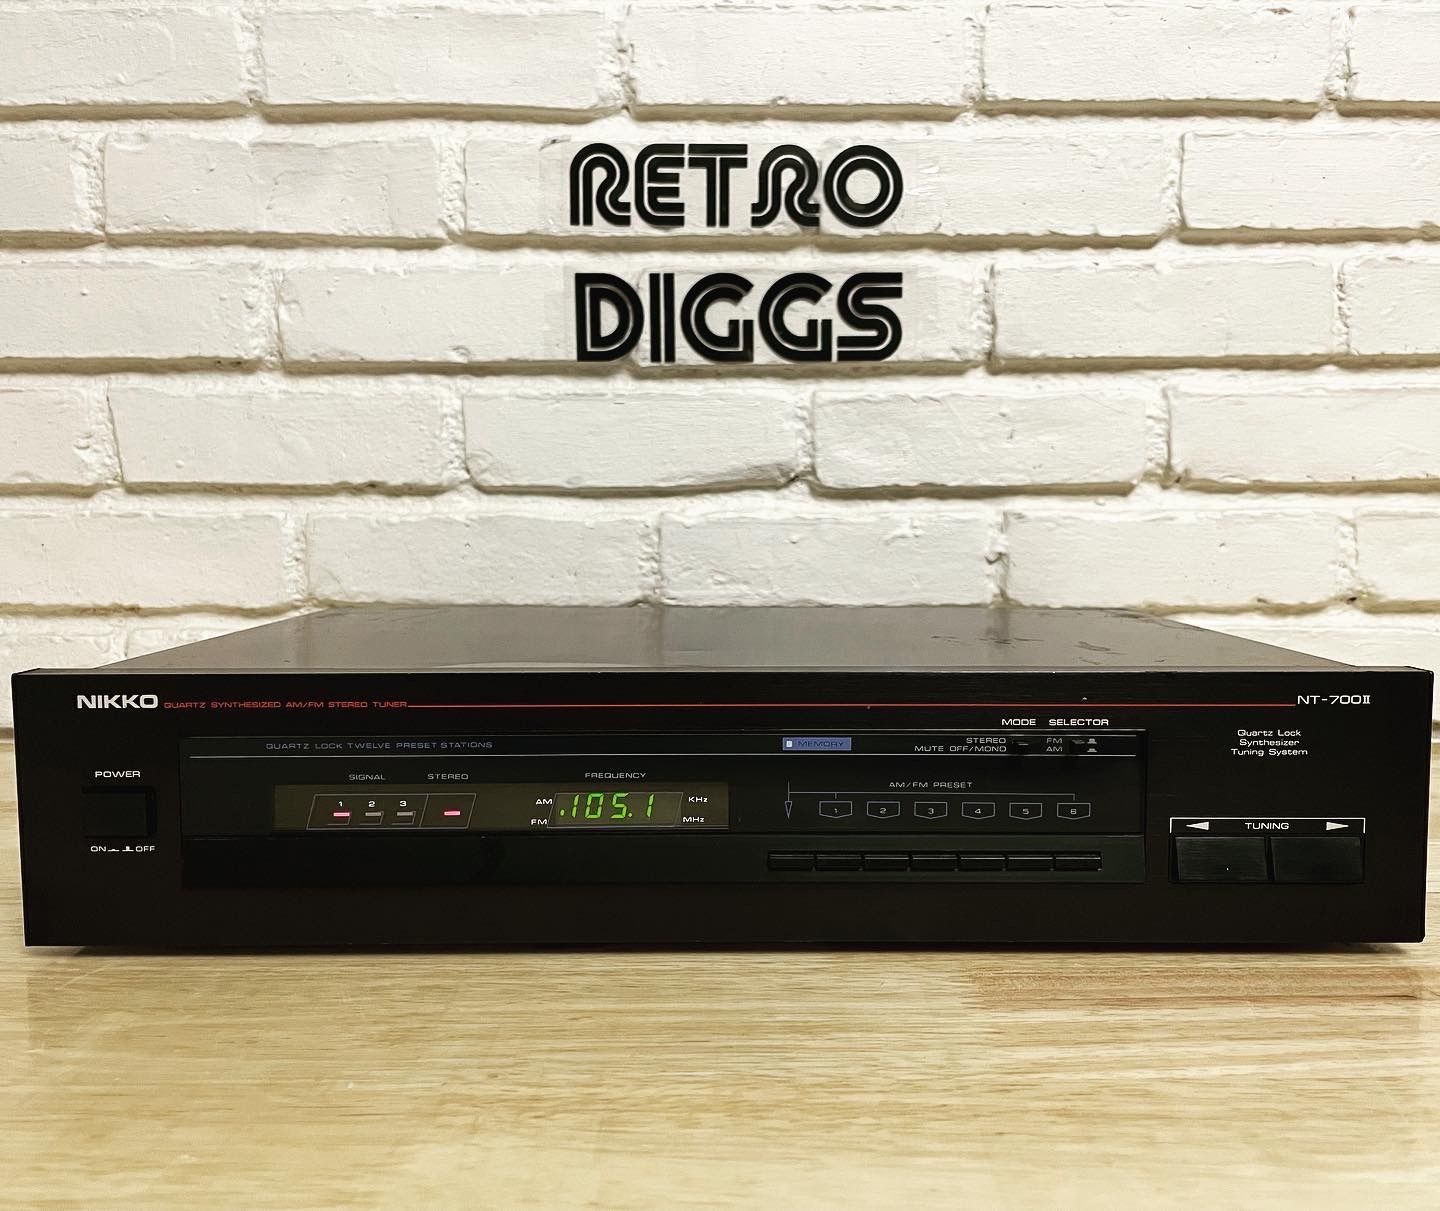 RETRO
DIGGS
NIKKO QUARTZ SYNTHESIZED AM/FM STEREO TUNER
NT-700II
MODE SELECTOR
QUARTZ LOCK TWELVE PRESET STATIONS
MEMORY
STEREO FM
MUTE OFF/MONO AM
Quartz Lock
Synthesizer
Tuning System
POWER
SIGNAL STEREO FREQUENCY
AM/FM PRESET
1 2 3
AM .105.1 KHz
FM MHz
1 2 3 4 5 6
TUNING
ON OFF